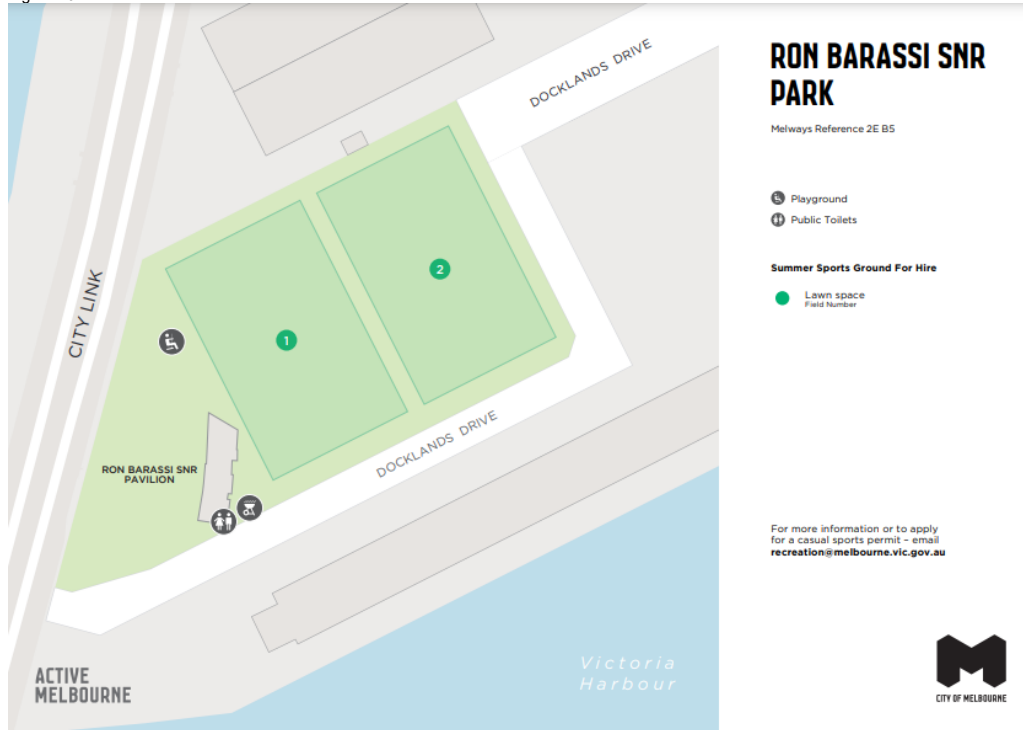 RON BARASSI SNR
PARK
Melways Reference 2E B5
Playground
Public Toilets
Summer Sports Ground For Hire
Lawn space
Field Number
For more information or to apply
for a casual sports permit – email
recreation@melbourne.vic.gov.au
CITY OF MELBOURNE
DOCKLANDS DRIVE
CITY LINK
2
1
DOCKLANDS DRIVE
RON BARASSI SNR
PAVILION
Victoria
Harbour
ACTIVE
MELBOURNE